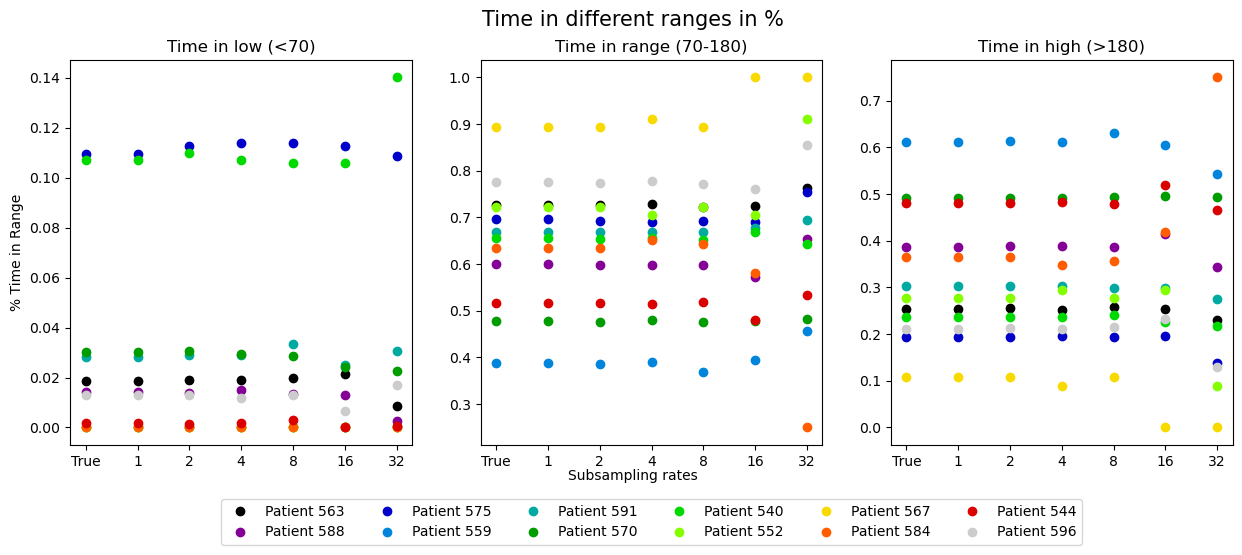 Time in different ranges in %
Time in low (<70)
Time in range (70-180)
Time in high (>180)
% Time in Range
0.14
0.12
0.10
0.08
0.06
0.04
0.02
0.00
True 1 2 4 8 16 32
1.0
0.9
0.8
0.7
0.6
0.5
0.4
0.3
True 1 2 4 8 16 32
0.7
0.6
0.5
0.4
0.3
0.2
0.1
0.0
True 1 2 4 8 16 32
Subsampling rates
Patient 563 Patient 575 Patient 591 Patient 540 Patient 567 Patient 544
Patient 588 Patient 559 Patient 570 Patient 552 Patient 584 Patient 596